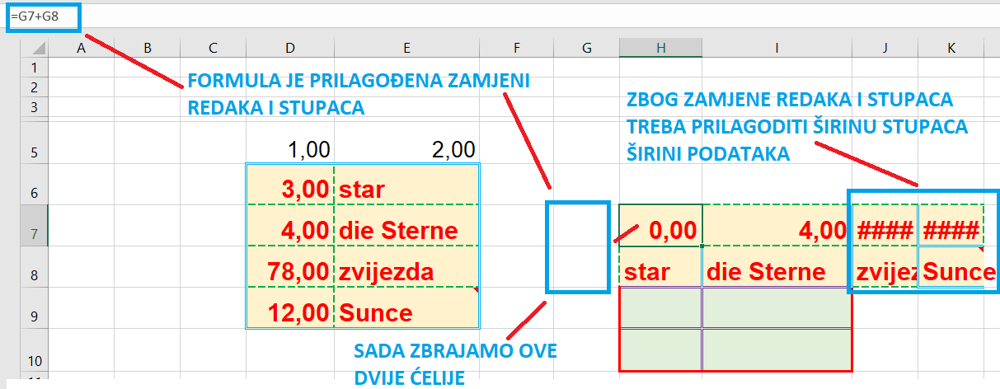 =G7+G8
A B C D E F G H I J K
1
2
FORMULA JE PRILAGOĐENA ZAMJENI
REDAKA I STUPACA
3
ZBOG ZAMJENE REDAKA I STUPACA
TREBA PRILAGODITI ŠIRINU STUPACA
ŠIRINI PODATAKA
5 1,00 2,00
6 3,00 star
7 4,00 die Sterne 0,00 4,00 #### ####
8 78,00 zvijezda star die Sterne zvijez Sunce
9 12,00 Sunce
SADA ZBRAJAMO OVE
DVIJE ĆELIJE
10